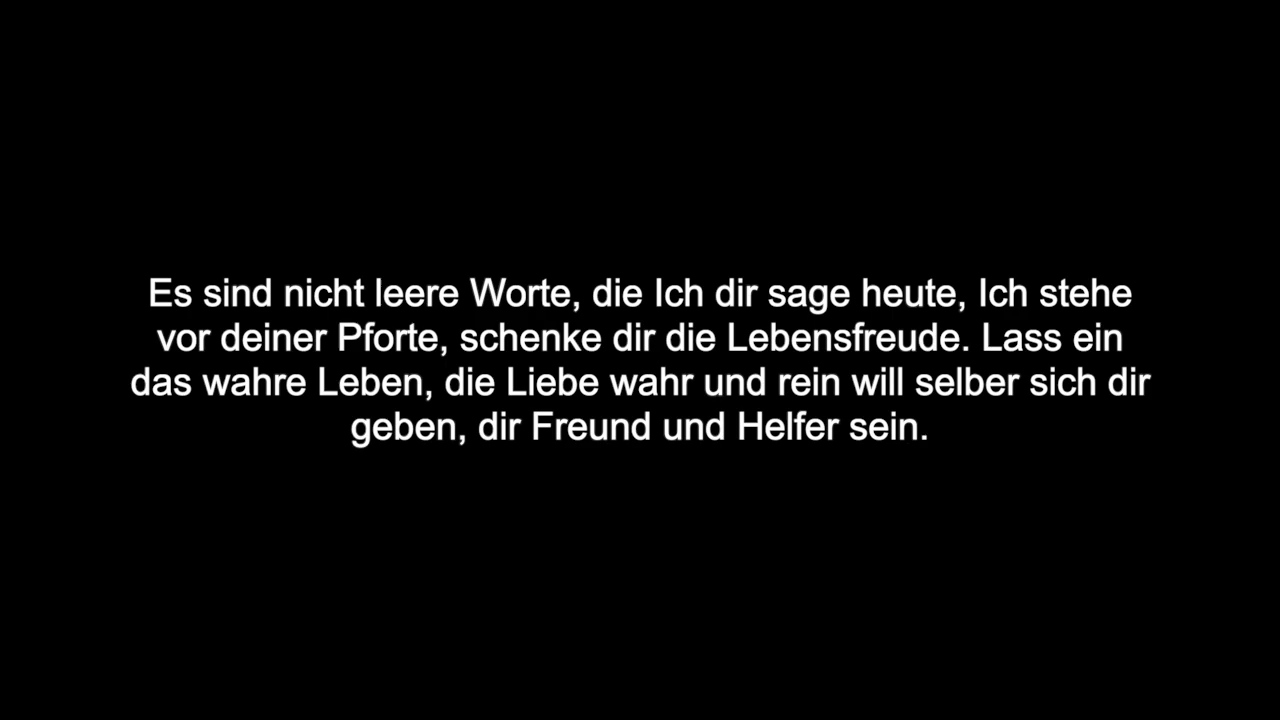 Es sind nicht leere Worte, die Ich dir sage heute, Ich stehe
vor deiner Pforte, schenke dir die Lebensfreude. Lass ein
das wahre Leben, die Liebe wahr und rein will selber sich dir
geben, dir Freund und Helfer sein.